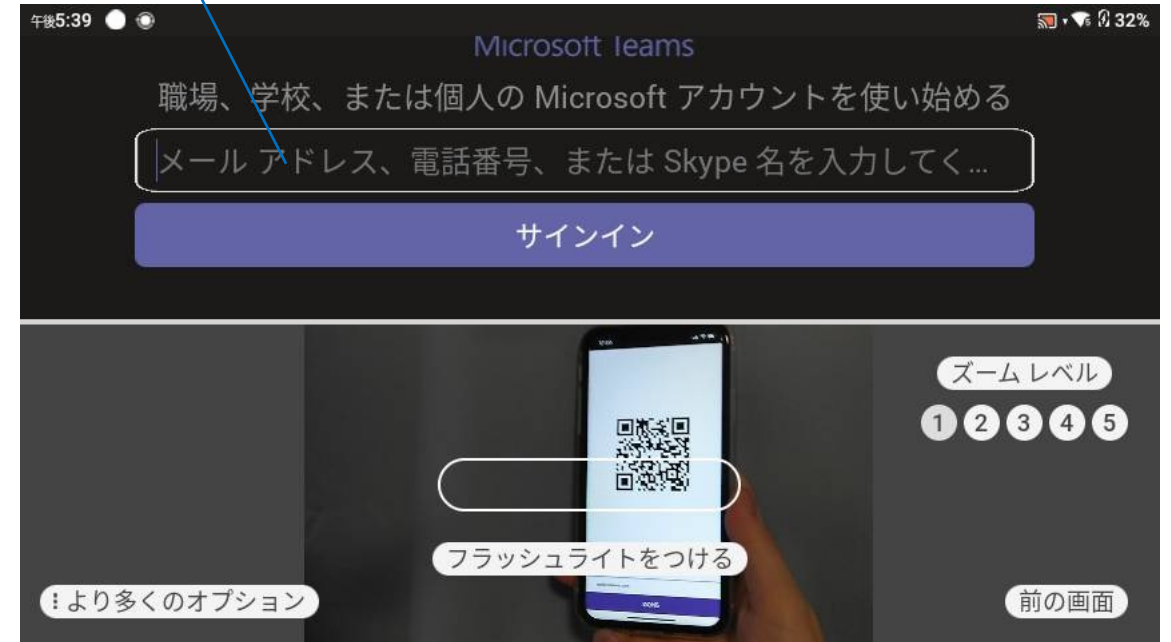 午後5:39
32%
Microsoft Teams
職場、学校、または個人の Microsoft アカウントを使い始める
メール アドレス、電話番号、または Skype 名を入力してく...
サインイン
ズーム レベル
1 2 3 4 5
フラッシュライトをつける
より多くのオプション
前の画面